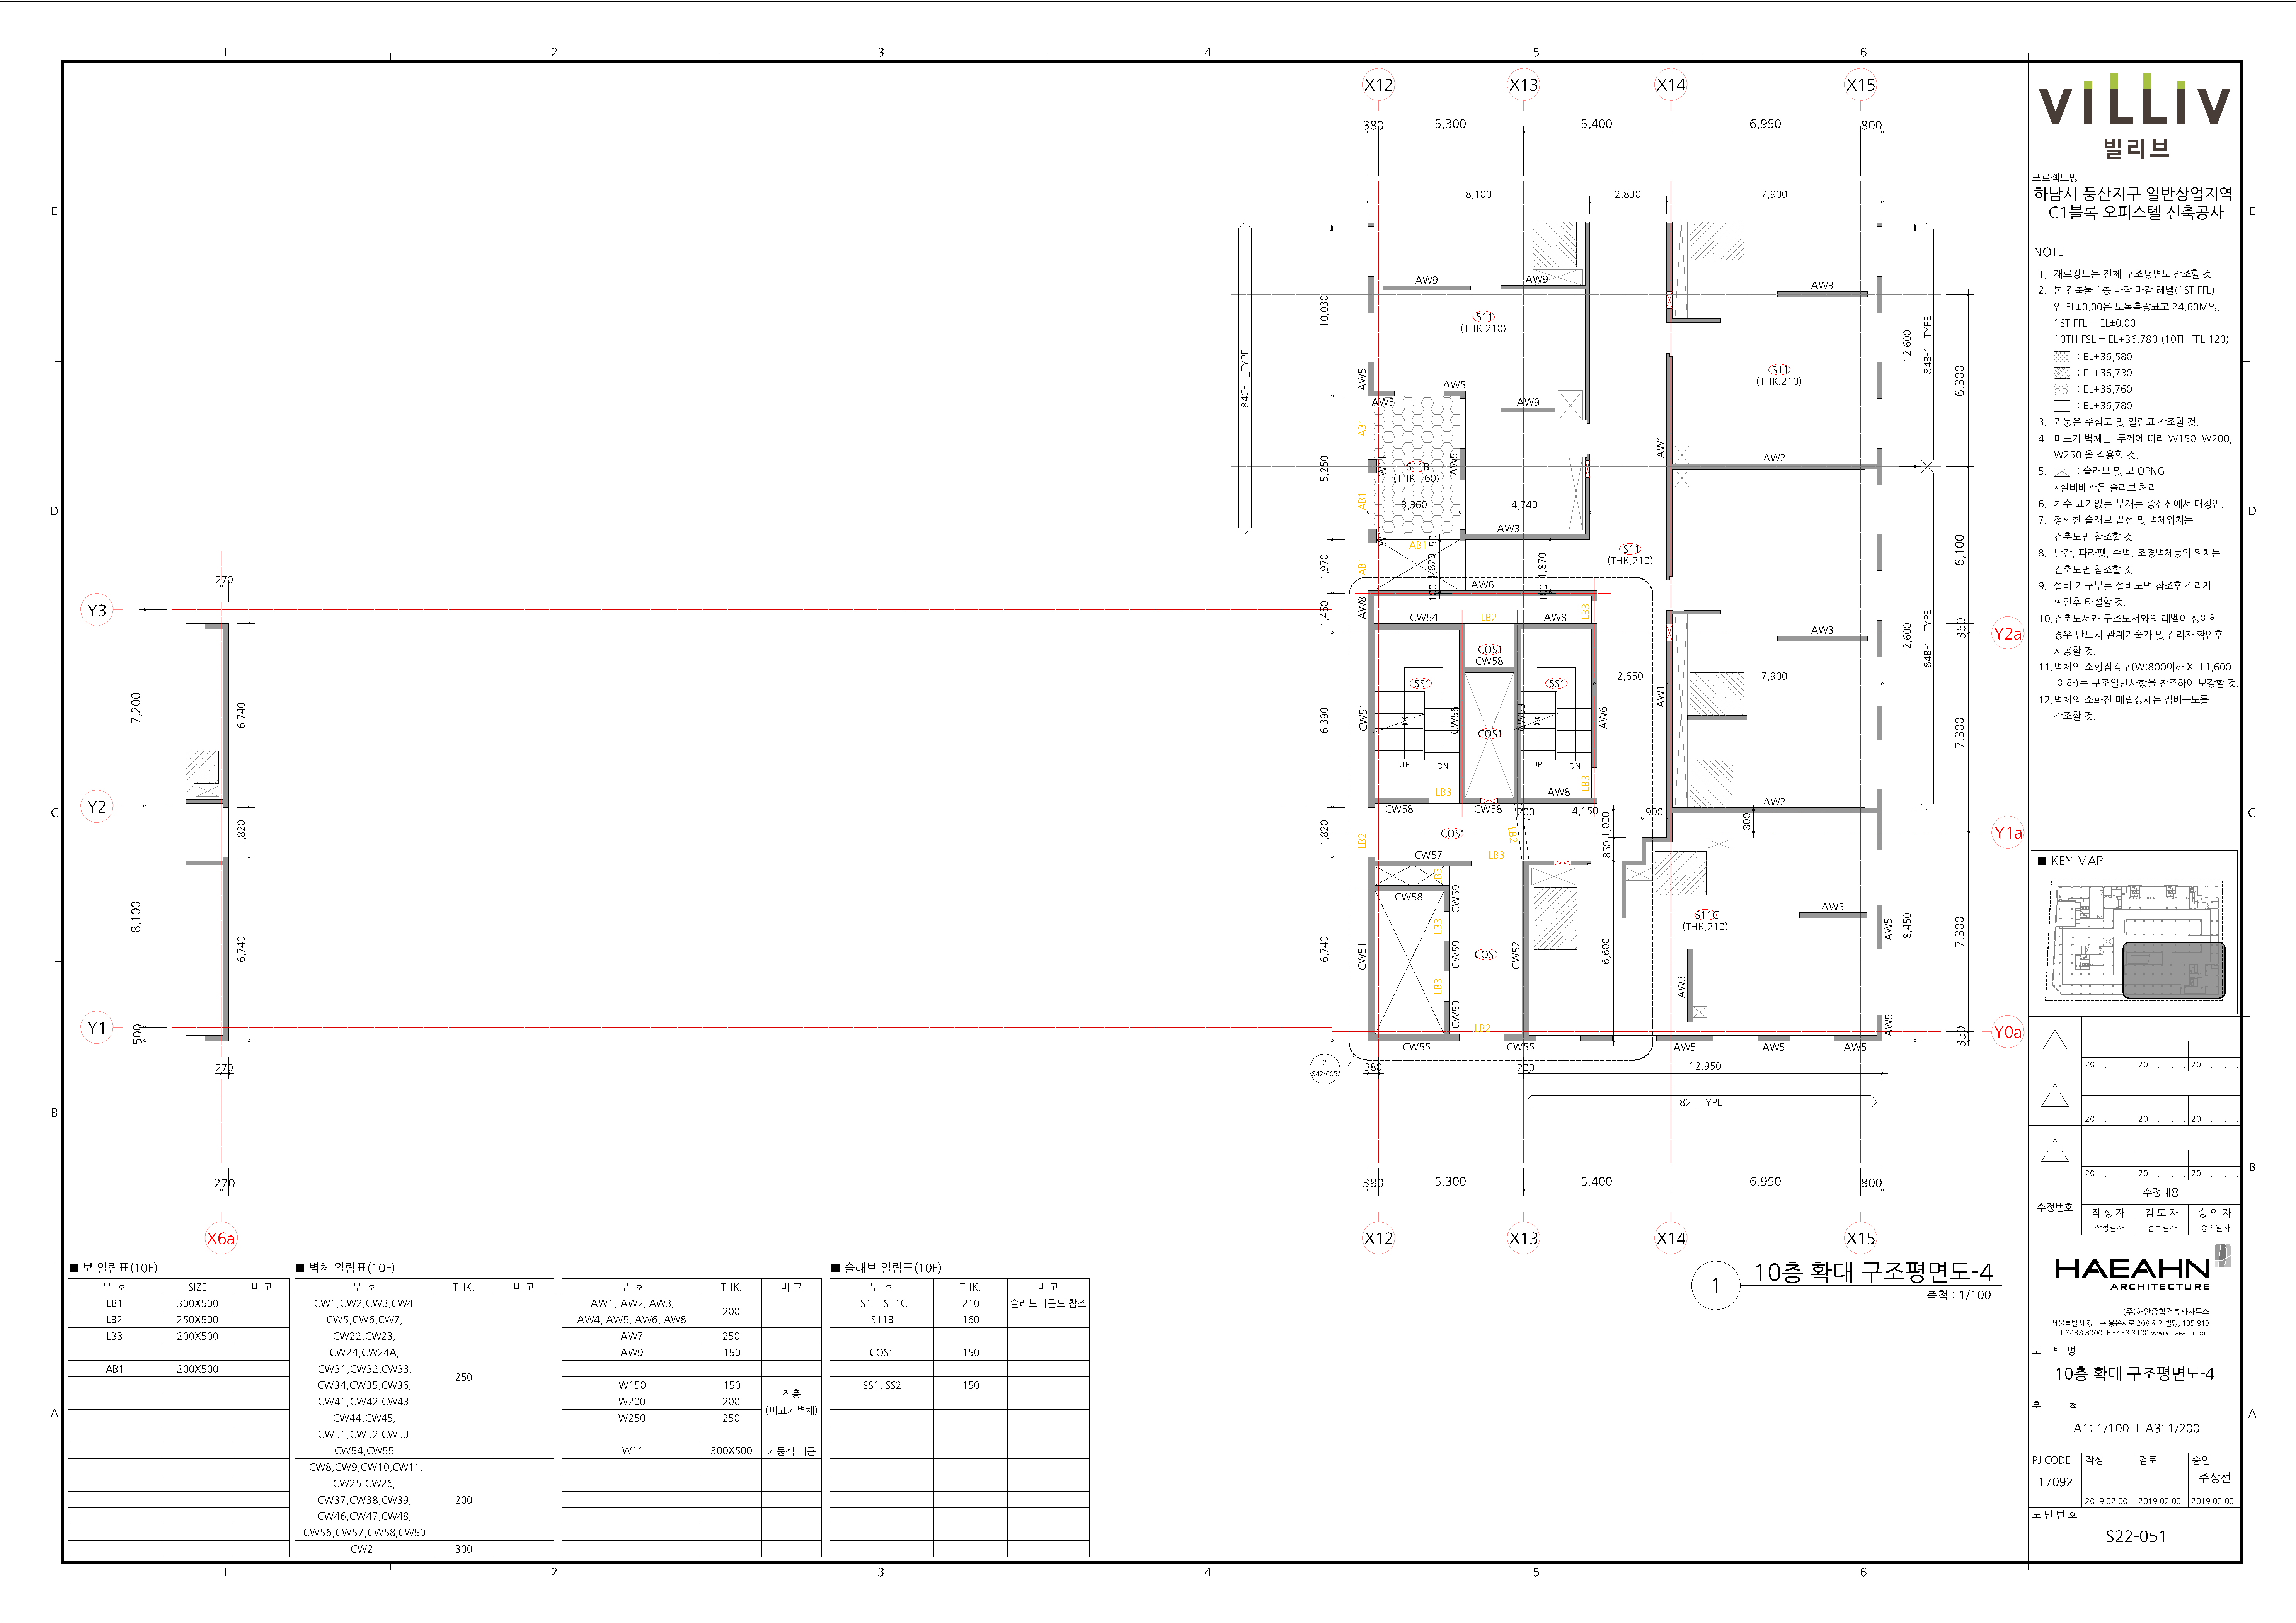 1 2 3 4 5 6
X12 X13 X14 X15
380 5,300 5,400 6,950 800
8,100 2,830 7,900
E E
D D
C C
B B
A A
VILLIV
빌리브
프로젝트명
하남시 풍산지구 일반상업지역
C1블록 오피스텔 신축공사
NOTE
1. 재료강도는 전체 구조평면도 참조할 것.
2. 본 건축물 1층 바닥 마감 레벨(1ST FFL)
인 EL±0.00은 토목측량표고 24.60M임.
1ST FFL = EL±0.00
10TH FSL = EL+36,780 (10TH FFL-120)
: EL+36,580
: EL+36,730
: EL+36,760
: EL+36,780
3. 기둥은 주심도 및 일람표 참조할 것.
4. 미표기 벽체는 두께에 따라 W150, W200,
W250 을 적용할 것.
5. : 슬래브 및 보 OPNG
*설비배관은 슬리브 처리
6. 치수 표기없는 부재는 중심선에서 대칭임.
7. 정확한 슬래브 끝선 및 벽체위치는
건축도면 참조할 것.
8. 난간, 파라펫, 수벽, 조경벽체등의 위치는
건축도면 참조할 것.
9. 설비 개구부는 설비도면 참조후 감리자
확인후 타설할 것.
10.건축도서와 구조도서와의 레벨이 상이한
경우 반드시 관계기술자 및 감리자 확인후
시공할 것.
11.벽체의 소형점검구(W:800이하 X H:1,600
이하)는 구조일반사항을 참조하여 보강할 것.
12.벽체의 소화전 매립상세는 잡배근도를
참조할 것.
■ KEY MAP
AW9 AW9 AW3
S11
(THK.210)
10,030
84C-1 _TYPE
12,600
84B-1 _TYPE
6,300
S11
(THK.210)
AW5 AW5 AW5 AW9
AB1 AW1
5,250 W11 S11B AW5 AW2
(THK.160)
AB1
3,360 4,740
AW3
W11 AB1 50
S11
(THK.210)
1,970 AB1 1,820 1,870
6,100
AW6
100 100
1,450 AW8 CW54 LB2 AW8 LB3
AW3 350 Y2a
12,600
84B-1 _TYPE
COS1
CW58
SS1 SS1
2,650 7,900
AW1
6,390 CW51 CW56 CW53 AW6
COS1
7,300
UP DN UP DN
LB3 LB3
AW8
CW58 CW58 AW2
200 4,150 900
1,820 LB2 COS1 LB2 850 1,000 800
Y1a
CW57 LB3
LB3
CW58 CW59
AW3
S11C
(THK.210)
LB3 AW5
6,740 CW51 CW59 COS1 CW52 6,600 8,450 7,300
LB3 AW3
CW59
LB2 AW5 350 Y0a
CW55 CW55 AW5 AW5 AW5
2
S42-605
380 200 12,950
82 _TYPE
380 5,300 5,400 6,950 800
X12 X13 X14 X15
270
Y3
7,200 6,740
Y2
1,820
8,100 6,740
Y1
500
270
270
X6a
1
10층 확대 구조평면도-4
축척 : 1/100
■ 보 일람표(10F)
부 호 SIZE 비 고
LB1 300X500
LB2 250X500
LB3 200X500
AB1 200X500
■ 벽체 일람표(10F)
부 호 THK. 비 고
CW1,CW2,CW3,CW4,
CW5,CW6,CW7,
CW22,CW23,
CW24,CW24A,
CW31,CW32,CW33,
CW34,CW35,CW36,
CW41,CW42,CW43,
CW44,CW45,
CW51,CW52,CW53,
CW54,CW55
250
CW8,CW9,CW10,CW11,
CW25,CW26,
CW37,CW38,CW39,
CW46,CW47,CW48,
CW56,CW57,CW58,CW59
200
CW21 300
부 호 THK. 비 고
AW1, AW2, AW3,
AW4, AW5, AW6, AW8
200
AW7 250
AW9 150
W150 150
W200 200
W250 250
전층
(미표기벽체)
W11 300X500 기둥식 배근
■ 슬래브 일람표(10F)
부 호 THK. 비 고
S11, S11C 210 슬래브배근도 참조
S11B 160
COS1 150
SS1, SS2 150
20 . . . 20 . . . 20 . . .
20 . . . 20 . . . 20 . . .
20 . . . 20 . . . 20 . . .
수정번호 수정내용
작 성 자 검 토 자 승 인 자
작성일자 검토일자 승인일자
HAEAHN
ARCHITECTURE
(주)해안종합건축사사무소
서울특별시 강남구 봉은사로 208 해안빌딩, 135-913
T.3438 8000 F.3438 8100 www.haeahn.com
도 면 명
10층 확대 구조평면도-4
축 척
A1: 1/100 I A3: 1/200
PJ CODE 작성 검토 승인
17092 주상선
2019.02.00. 2019.02.00. 2019.02.00.
도 면 번 호
S22-051
1 2 3 4 5 6